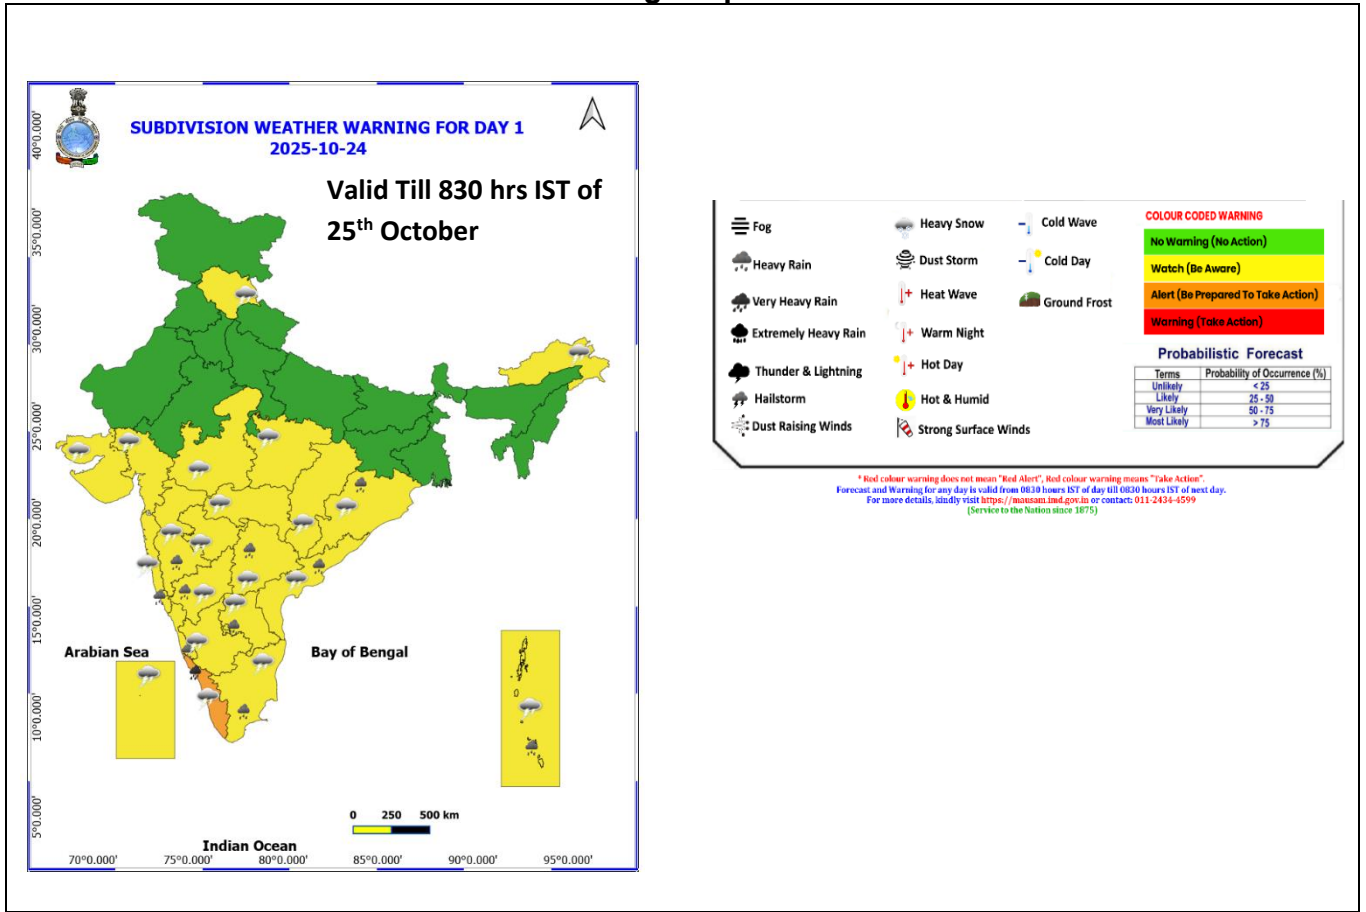 SUBDIVISION WEATHER WARNING FOR DAY 1
2025-10-24
Valid Till 830 hrs IST of
25th October
40°0.000'
35°0.000'
30°0.000'
25°0.000'
20°0.000'
15°0.000'
10°0.000'
5°0.000'
Arabian Sea
Bay of Bengal
0 250 500 km
Indian Ocean
70°0.000' 75°0.000' 80°0.000' 85°0.000' 90°0.000' 95°0.000'
Fog
Heavy Rain
Very Heavy Rain
Extremely Heavy Rain
Thunder & Lightning
Hailstorm
Dust Raising Winds
Heavy Snow
Dust Storm
Heat Wave
Warm Night
Hot Day
Hot & Humid
Strong Surface Winds
Cold Wave
Cold Day
Ground Frost
COLOUR CODED WARNING
No Warning (No Action)
Watch (Be Aware)
Alert (Be Prepared To Take Action)
Warning (Take Action)
Probabilistic Forecast
Terms Probability of Occurrence (%)
Unlikely < 25
Likely 25 - 50
Very Likely 50 - 75
Most Likely > 75
* Red colour warning does not mean "Red Alert", Red colour warning means "Take Action".
Forecast and Warning for any day is valid from 0830 hours IST of day till 0830 hours IST of next day.
For more details, kindly visit https://mausam.imd.gov.in or contact: 011-2434-4599
(Service to the Nation since 1875)